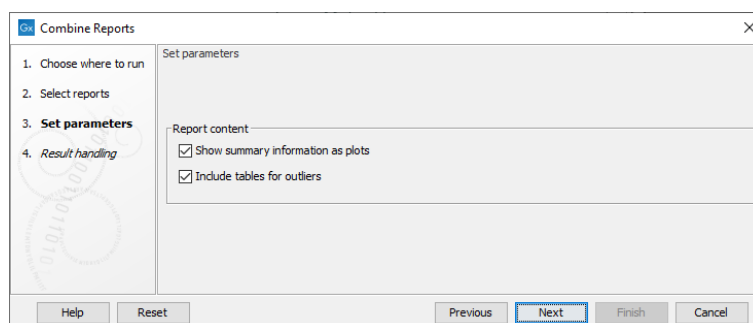 Gx Combine Reports
1. Choose where to run
2. Select reports
3. Set parameters
4. Result handling
Set parameters
Report content
Show summary information as plots
Include tables for outliers
Help
Reset
Previous
Next
Finish
Cancel